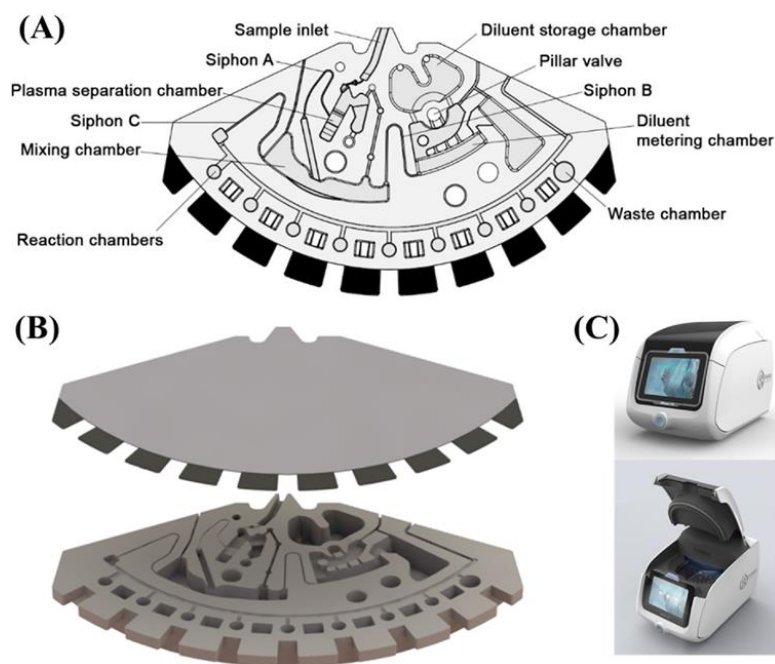 (A)
Sample inlet
Siphon A
Plasma separation chamber
Siphon C
Mixing chamber
Reaction chambers
Diluent storage chamber
Pillar valve
Siphon B
Diluent
metering chamber
Waste chamber
(B)
(C)